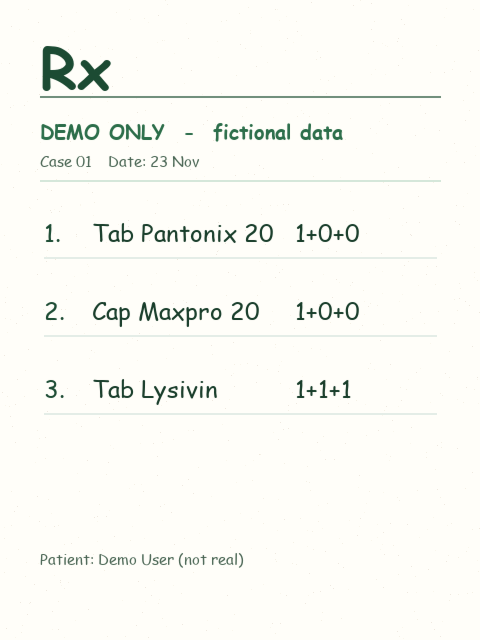 Rx
DEMO ONLY - fictional data
Case 01 Date: 23 Nov
1. Tab Pantonix 20 1+0+0
2. Cap Maxpro 20 1+0+0
3. Tab Lysivin 1+1+1
Patient: Demo User (not real)